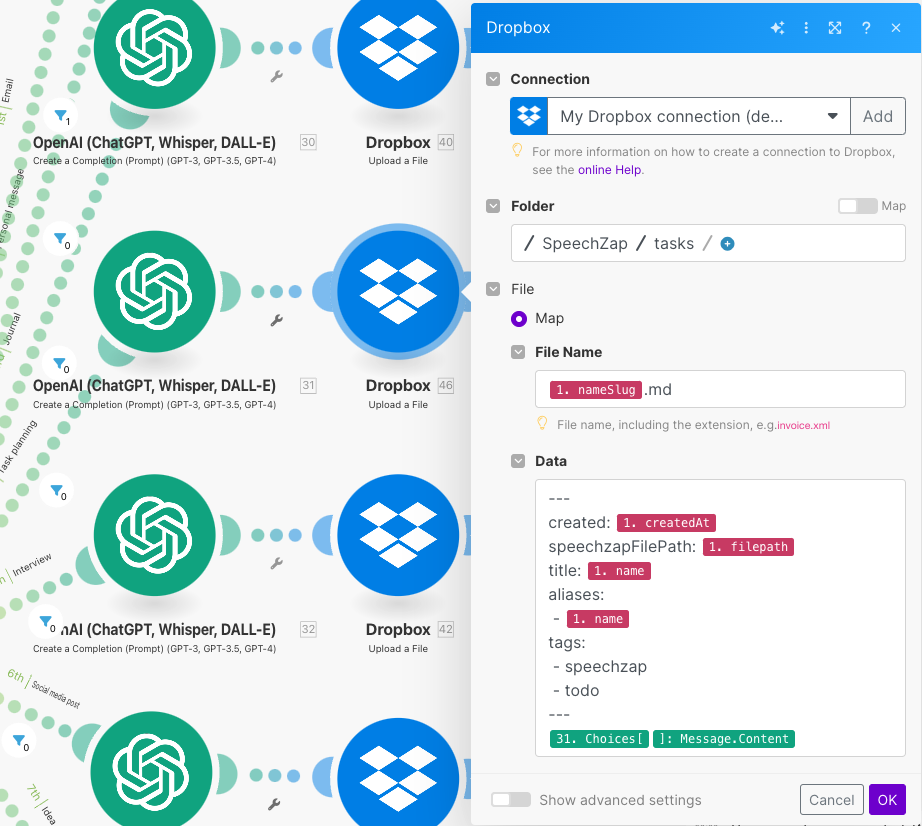 Dropbox
?
Connection
My Dropbox connection (de...
Add
For more information on how to create a connection to Dropbox,
see the online Help.
Folder
Map
/ SpeechZap / tasks /
File
Map
File Name
1. nameSlug .md
File name, including the extension, e.g.invoice.xml
Data
---
created: 1. createdAt
speechzapFilePath: 1. filepath
title: 1. name
aliases:
- 1. name
tags:
- speechzap
- todo
---
31. Choices[ ]: Message.Content
Show advanced settings
Cancel
OK
Email
1
OpenAI (ChatGPT, Whisper, DALL-E) 30
Create a Completion (Prompt) (GPT-3, GPT-3.5, GPT-4)
Dropbox 40
Upload a File
message
0
Journal
0
OpenAI (ChatGPT, Whisper, DALL-E) 31
Create a Completion (Prompt) (GPT-3, GPT-3.5, GPT-4)
Dropbox 46
Upload a File
Task planning
0
Interview
0
nAI (ChatGPT, Whisper, DALL-E) 32
Create a Completion (Prompt) (GPT-3, GPT-3.5, GPT-4)
Dropbox 42
Upload a File
6th | Social media post
0
7th | Idea